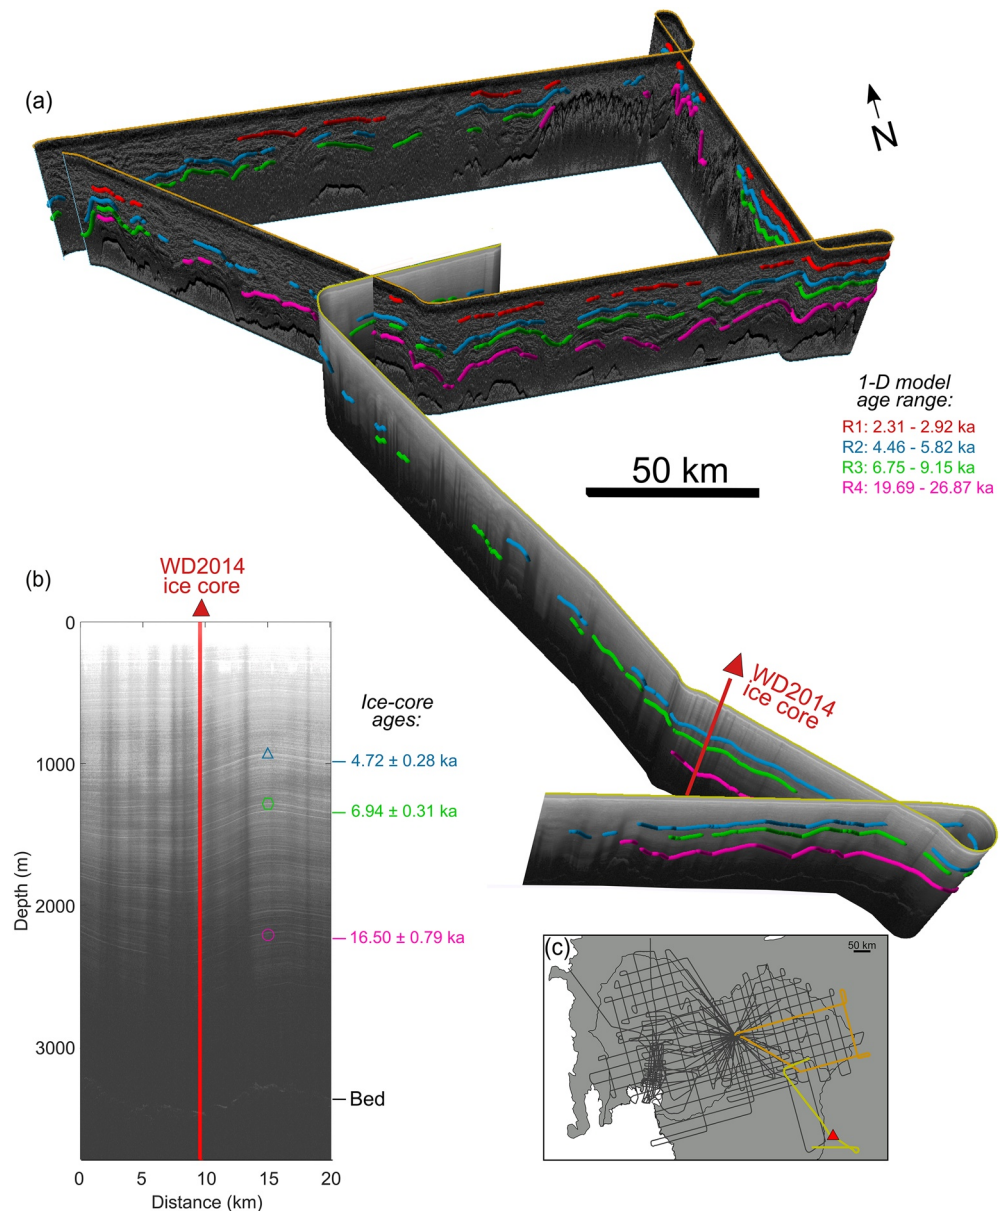 (a)
N
1-D model
age range:
R1: 2.31 - 2.92 ka
R2: 4.46 - 5.82 ka
R3: 6.75 - 9.15 ka
R4: 19.69 - 26.87 ka
50 km
(b)
WD2014
ice core
0
1000
2000
3000
Depth (m)
0
5
10
15
20
Distance (km)
Ice-core
ages:
4.72 ± 0.28 ka
6.94 ± 0.31 ka
16.50 ± 0.79 ka
Bed
WD2014
ice core
(c)
50 km